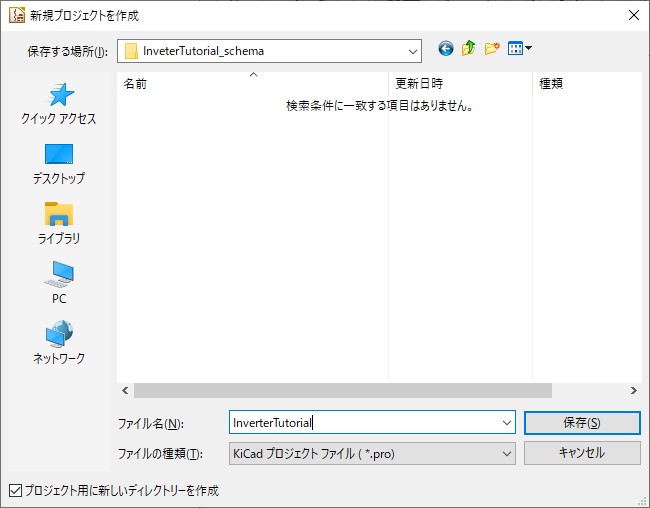 新規プロジェクトを作成
保存する場所(I): InveterTutorial_schema
名前 更新日時 種類
検索条件に一致する項目はありません。
クイック アクセス
デスクトップ
ライブラリ
PC
ネットワーク
ファイル名(N): InverterTutorial 保存(S)
ファイルの種類(T): KiCad プロジェクト ファイル ( *.pro) キャンセル
プロジェクト用に新しいディレクトリーを作成